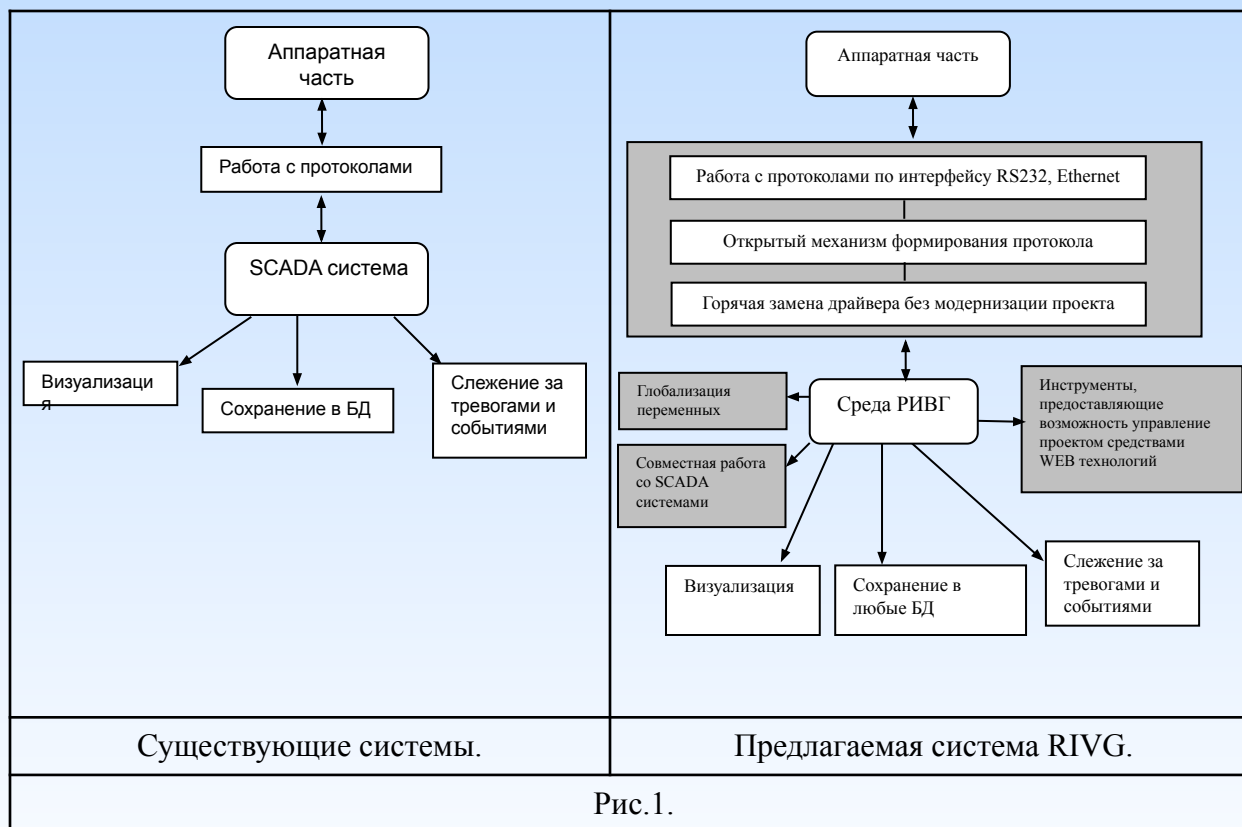 Аппаратная
часть
Работа с протоколами
SCADA система
Визуализаци
я
Сохранение в БД
Слежение за
тревогами и
событиями
Аппаратная часть
Работа с протоколами по интерфейсу RS232, Ethernet
Открытый механизм формирования протокола
Горячая замена драйвера без модернизации проекта
Глобализация
переменных
Среда РИВГ
Инструменты,
предоставляющие
возможность управление
проектом средствами
WEB технологий
Совместная работа
со SCADA
системами
Визуализация
Сохранение в
любые БД
Слежение за
тревогами и
событиями
Существующие системы.
Предлагаемая система RIVG.
Рис.1.